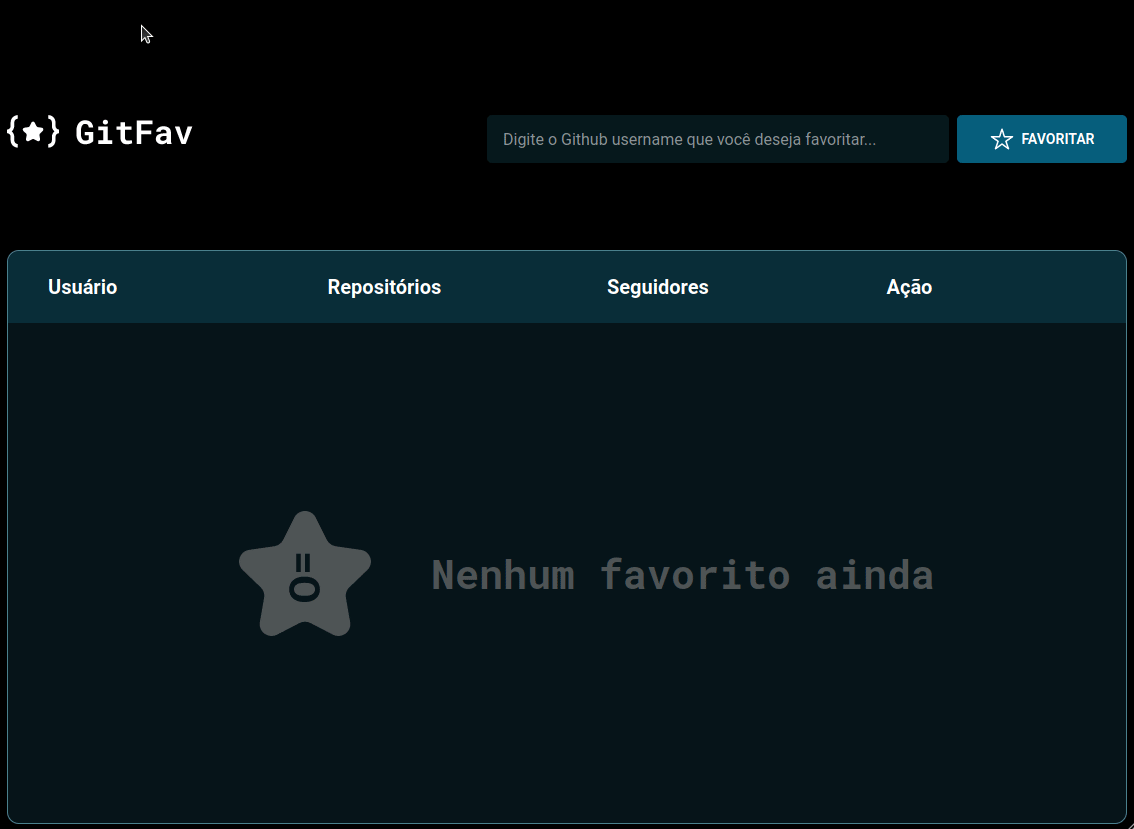 {★} GitFav
Digite o Github username que você deseja favoritar...
FAVORITAR
Usuário Repositórios Seguidores Ação
Nenhum favorito ainda